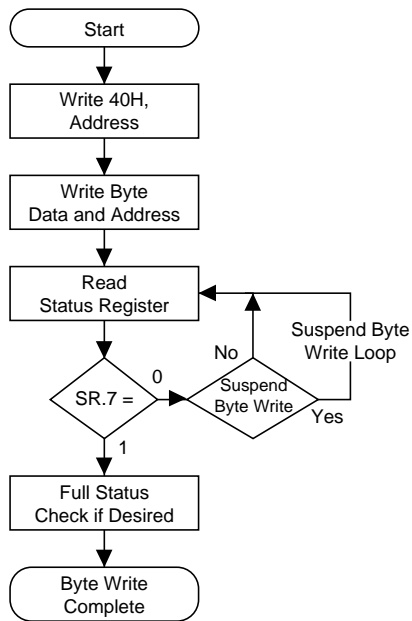 Start
Write 40H,
Address
Write Byte
Data and Address
Read
Status Register
Suspend Byte
Write Loop
No
0
SR.7 =
Suspend
Byte Write
Yes
1
Full Status
Check if Desired
Byte Write
Complete